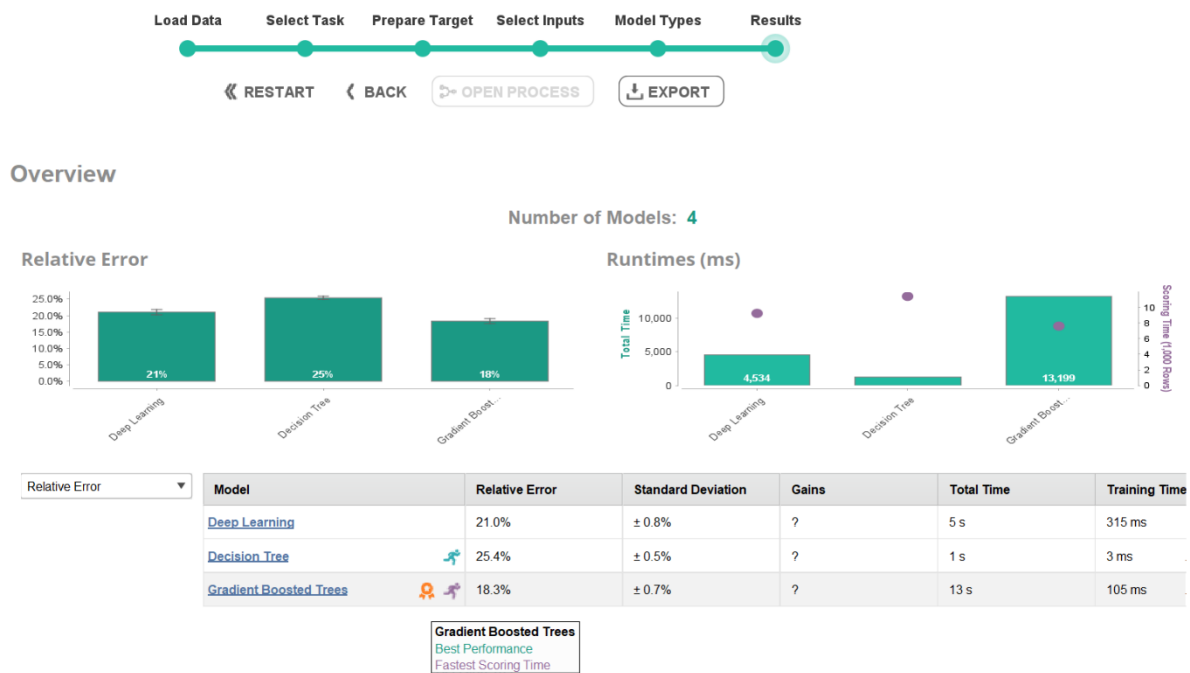 Load Data Select Task Prepare Target Select Inputs Model Types Results
RESTART BACK OPEN PROCESS EXPORT
Overview
Number of Models: 4
Relative Error
25.0%
20.0%
15.0%
10.0%
5.0%
0.0%
21% 25% 18%
Deep Learning
Decision Tree
Gradient Boost...
Runtimes (ms)
Total Time
10,000
5,000
0
4,534 13,199
10
8
6
4
2
0
Scoring Time (1,000 Rows)
Deep Learning
Decision Tree
Gradient Boost...
Relative Error
Model Relative Error Standard Deviation Gains Total Time Training Time
Deep Learning 21.0% ± 0.8% ? 5 s 315 ms
Decision Tree 25.4% ± 0.5% ? 1 s 3 ms
Gradient Boosted Trees 18.3% ± 0.7% ? 13 s 105 ms
Gradient Boosted Trees
Best Performance
Fastest Scoring Time